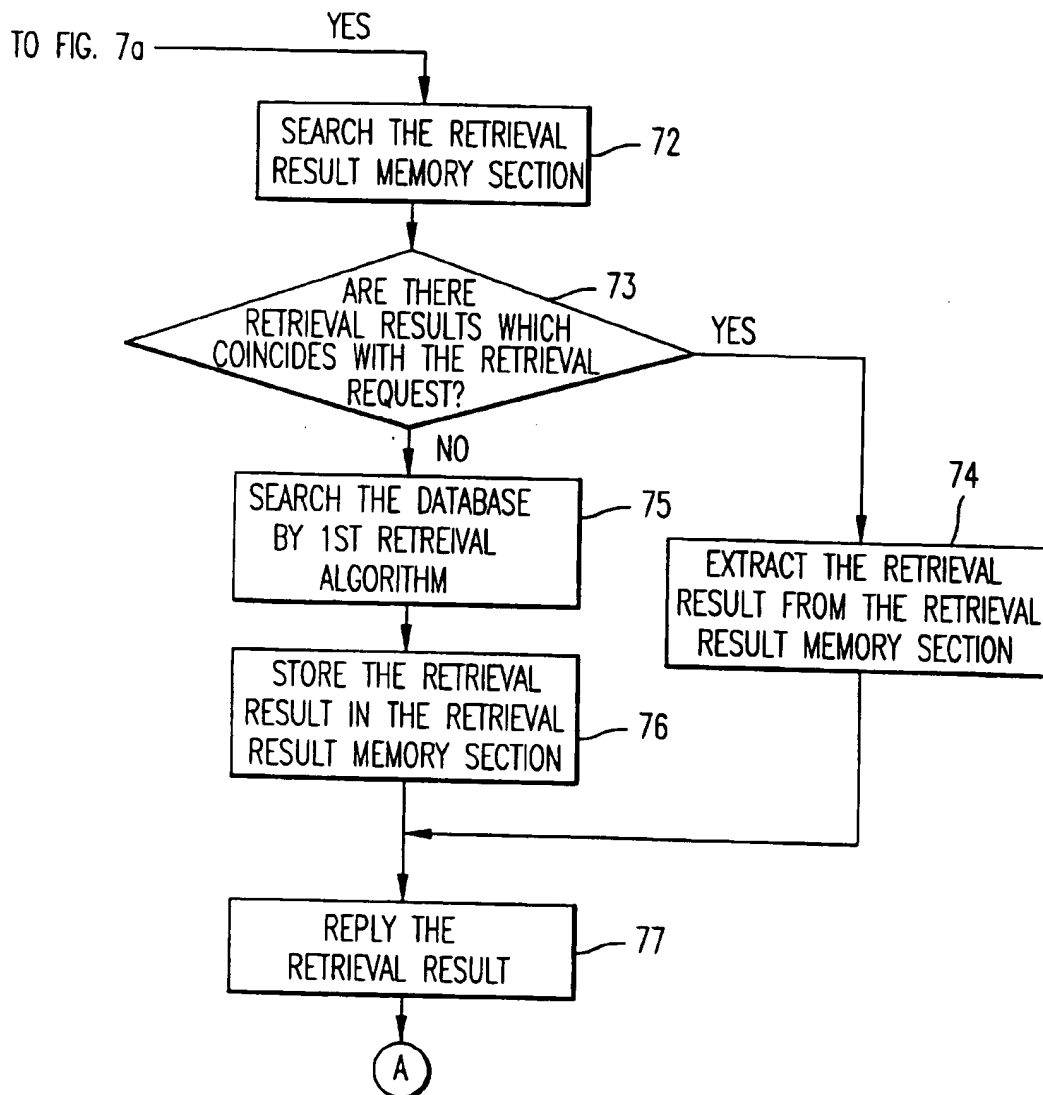 YES
TO FIG. 7a
SEARCH THE RETRIEVAL
RESULT MEMORY SECTION
72
ARE THERE
RETRIEVAL RESULTS WHICH
COINCIDES WITH THE RETRIEVAL
REQUEST?
73
YES
NO
SEARCH THE DATABASE
BY 1ST RETREIVAL
ALGORITHM
75
74
EXTRACT THE RETRIEVAL
RESULT FROM THE RETRIEVAL
RESULT MEMORY SECTION
STORE THE RETRIEVAL
RESULT IN THE RETRIEVAL
RESULT MEMORY SECTION
76
REPLY THE
RETRIEVAL RESULT
77
A